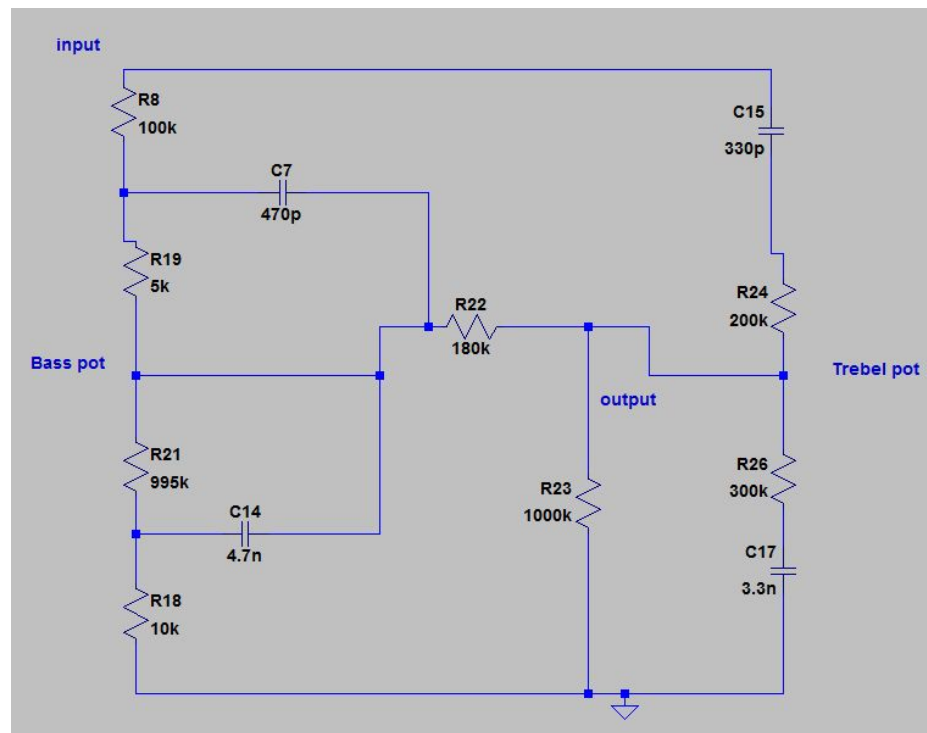 input
R8
100k
C15
330p
C7
470p
R19
5k
R24
200k
R22
180k
Bass pot
Trebel pot
output
R21
995k
R26
300k
R23
1000k
C14
4.7n
C17
3.3n
R18
10k